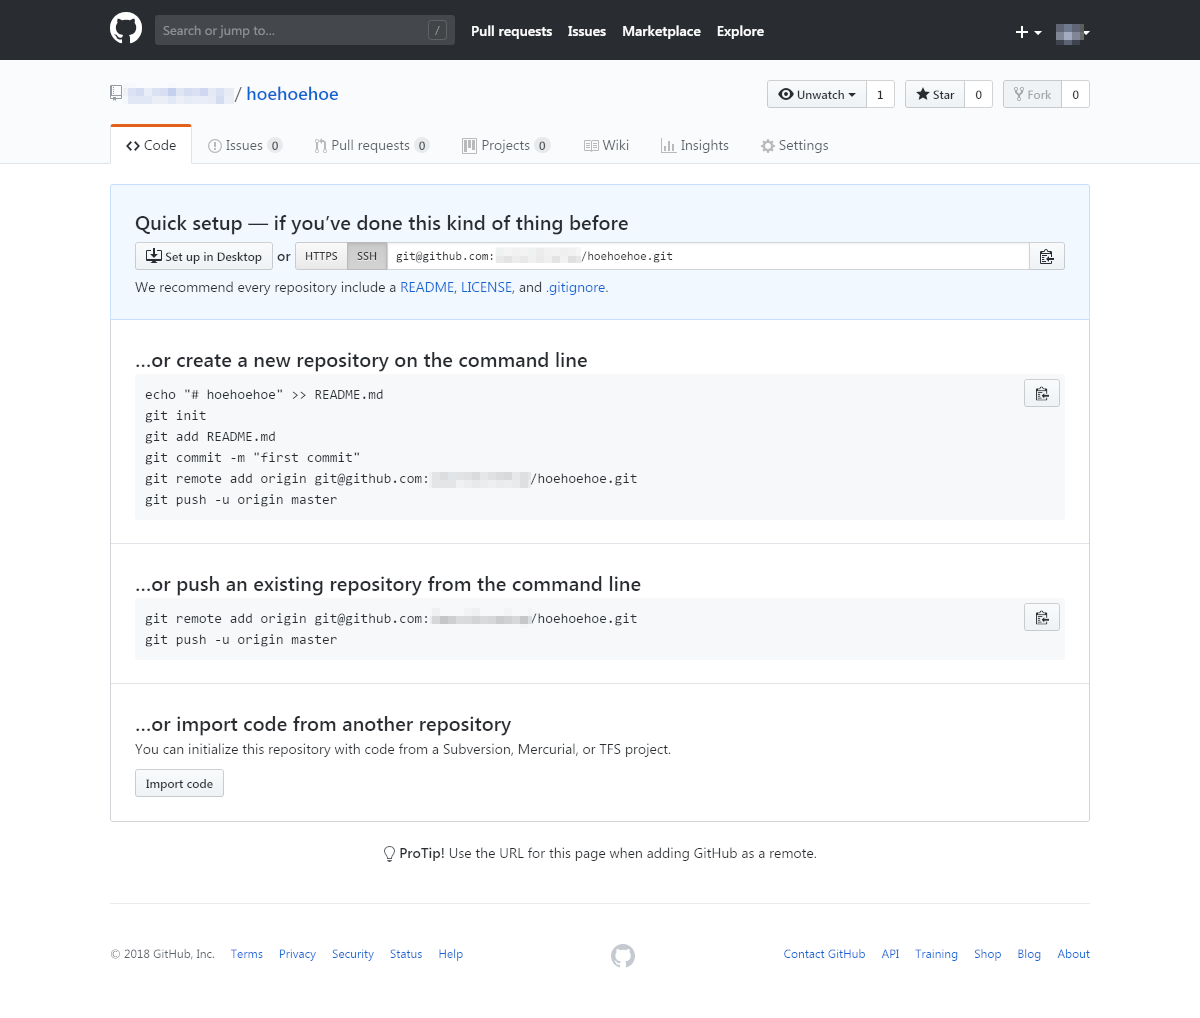 Search or jump to... /
Pull requests Issues Marketplace Explore
/ hoehoehoe
Unwatch 1 Star 0 Fork 0
Code Issues 0 Pull requests 0 Projects 0 Wiki Insights Settings
Quick setup — if you’ve done this kind of thing before
Set up in Desktop or HTTPS SSH git@github.com: /hoehoehoe.git
We recommend every repository include a README, LICENSE, and .gitignore.
…or create a new repository on the command line
echo "# hoehoehoe" >> README.md
git init
git add README.md
git commit -m "first commit"
git remote add origin git@github.com: /hoehoehoe.git
git push -u origin master
…or push an existing repository from the command line
git remote add origin git@github.com: /hoehoehoe.git
git push -u origin master
…or import code from another repository
You can initialize this repository with code from a Subversion, Mercurial, or TFS project.
Import code
ProTip! Use the URL for this page when adding GitHub as a remote.
© 2018 GitHub, Inc. Terms Privacy Security Status Help
Contact GitHub API Training Shop Blog About